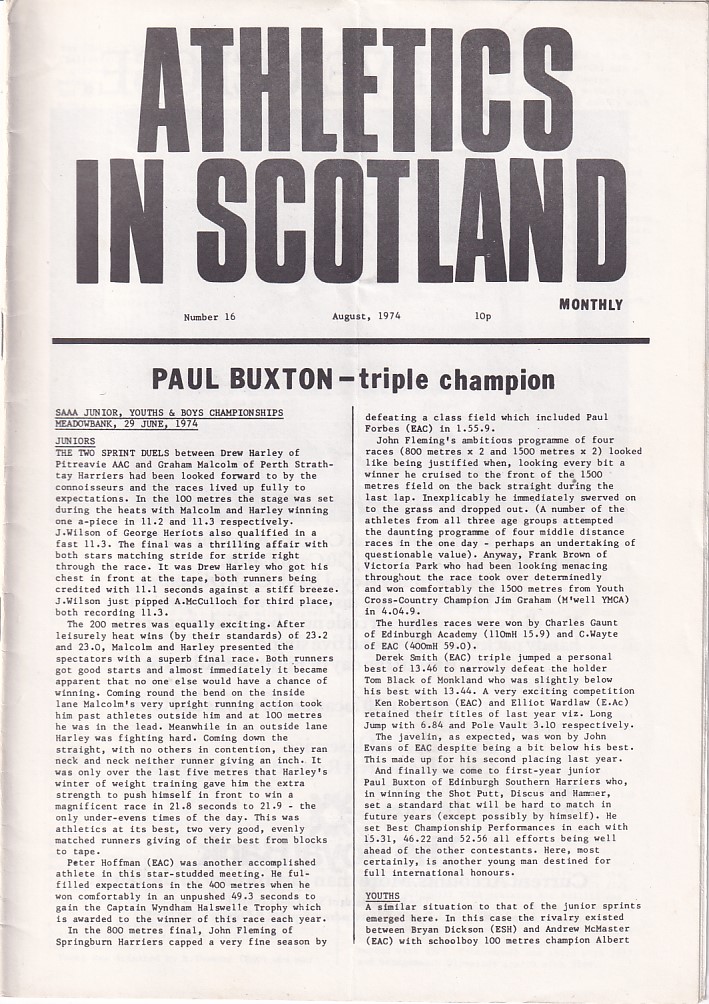 ATHLETICS
IN SCOTLAND
MONTHLY
Number 16 August, 1974 10p
PAUL BUXTON – triple champion
SAAA JUNIOR, YOUTHS & BOYS CHAMPIONSHIPS
MEADOWBANK, 29 JUNE, 1974
JUNIORS
THE TWO SPRINT DUELS between Drew Harley of
Pitreavie AAC and Graham Malcolm of Perth Strath-
tay Harriers had been looked forward to by the
connoisseurs and the races lived up fully to
expectations. In the 100 metres the stage was set
during the heats with Malcolm and Harley winning
one a-piece in 11.2 and 11.3 respectively.
J.Wilson of George Heriots also qualified in a
fast 11.3. The final was a thrilling affair with
both stars matching stride for stride right
through the race. It was Drew Harley who got his
chest in front at the tape, both runners being
credited with 11.1 seconds against a stiff breeze.
J.Wilson just pipped A.McCulloch for third place,
both recording 11.3.
The 200 metres was equally exciting. After
leisurely heat wins (by their standards) of 23.2
and 23.0, Malcolm and Harley presented the
spectators with a superb final race. Both runners
got good starts and almost immediately it became
apparent that no one else would have a chance of
winning. Coming round the bend on the inside
lane Malcolm's very upright running action took
him past athletes outside him and at 100 metres
he was in the lead. Meanwhile in an outside lane
Harley was fighting hard. Coming down the
straight, with no others in contention, they ran
neck and neck neither runner giving an inch. It
was only over the last five metres that Harley's
winter of weight training gave him the extra
strength to push himself in front to win a
magnificent race in 21.8 seconds to 21.9 - the
only under-evens times of the day. This was
athletics at its best, two very good, evenly
matched runners giving of their best from blocks
to tape.
Peter Hoffman (EAC) was another accomplished
athlete in this star-studded meeting. He ful-
filled expectations in the 400 metres when he
won comfortably in an unpushed 49.3 seconds to
gain the Captain Wyndham Halswelle Trophy which
is awarded to the winner of this race each year.
In the 800 metres final, John Fleming of
Springburn Harriers capped a very fine season by
defeating a class field which included Paul
Forbes (EAC) in 1.55.9.
John Fleming's ambitious programme of four
races (800 metres x 2 and 1500 metres x 2) looked
like being justified when, looking every bit a
winner he cruised to the front of the 1500
metres field on the back straight during the
last lap. Inexplicably he immediately swerved on
to the grass and dropped out. (A number of the
athletes from all three age groups attempted
the daunting programme of four middle distance
races in the one day - perhaps an undertaking of
questionable value). Anyway, Frank Brown of
Victoria Park who had been looking menacing
throughout the race took over determinedly
and won comfortably the 1500 metres from Youth
Cross-Country Champion Jim Graham (M'well YMCA)
in 4.04.9.
The hurdles races were won by Charles Gaunt
of Edinburgh Academy (110mH 15.9) and C.Wayte
of EAC (400mH 59.0).
Derek Smith (EAC) triple jumped a personal
best of 13.46 to narrowly defeat the holder
Tom Black of Monkland who was slightly below
his best with 13.44. A very exciting competition
Ken Robertson (EAC) and Elliot Wardlaw (E.Ac)
retained their titles of last year viz. Long
Jump with 6.84 and Pole Vault 3.10 respectively.
The javelin, as expected, was won by John
Evans of EAC despite being a bit below his best.
This made up for his second placing last year.
And finally we come to first-year junior
Paul Buxton of Edinburgh Southern Harriers who,
in winning the Shot Putt, Discus and Hammer,
set a standard that will be hard to match in
future years (except possibly by himself). He
set Best Championship Performances in each with
15.31, 46.22 and 52.56 all efforts being well
ahead of the other contestants. Here, most
certainly, is another young man destined for
full international honours.
YOUTHS
A similar situation to that of the junior sprints
emerged here. In this case the rivalry existed
between Bryan Dickson (ESH) and Andrew McMaster
(EAC) with schoolboy 100 metres champion Albert